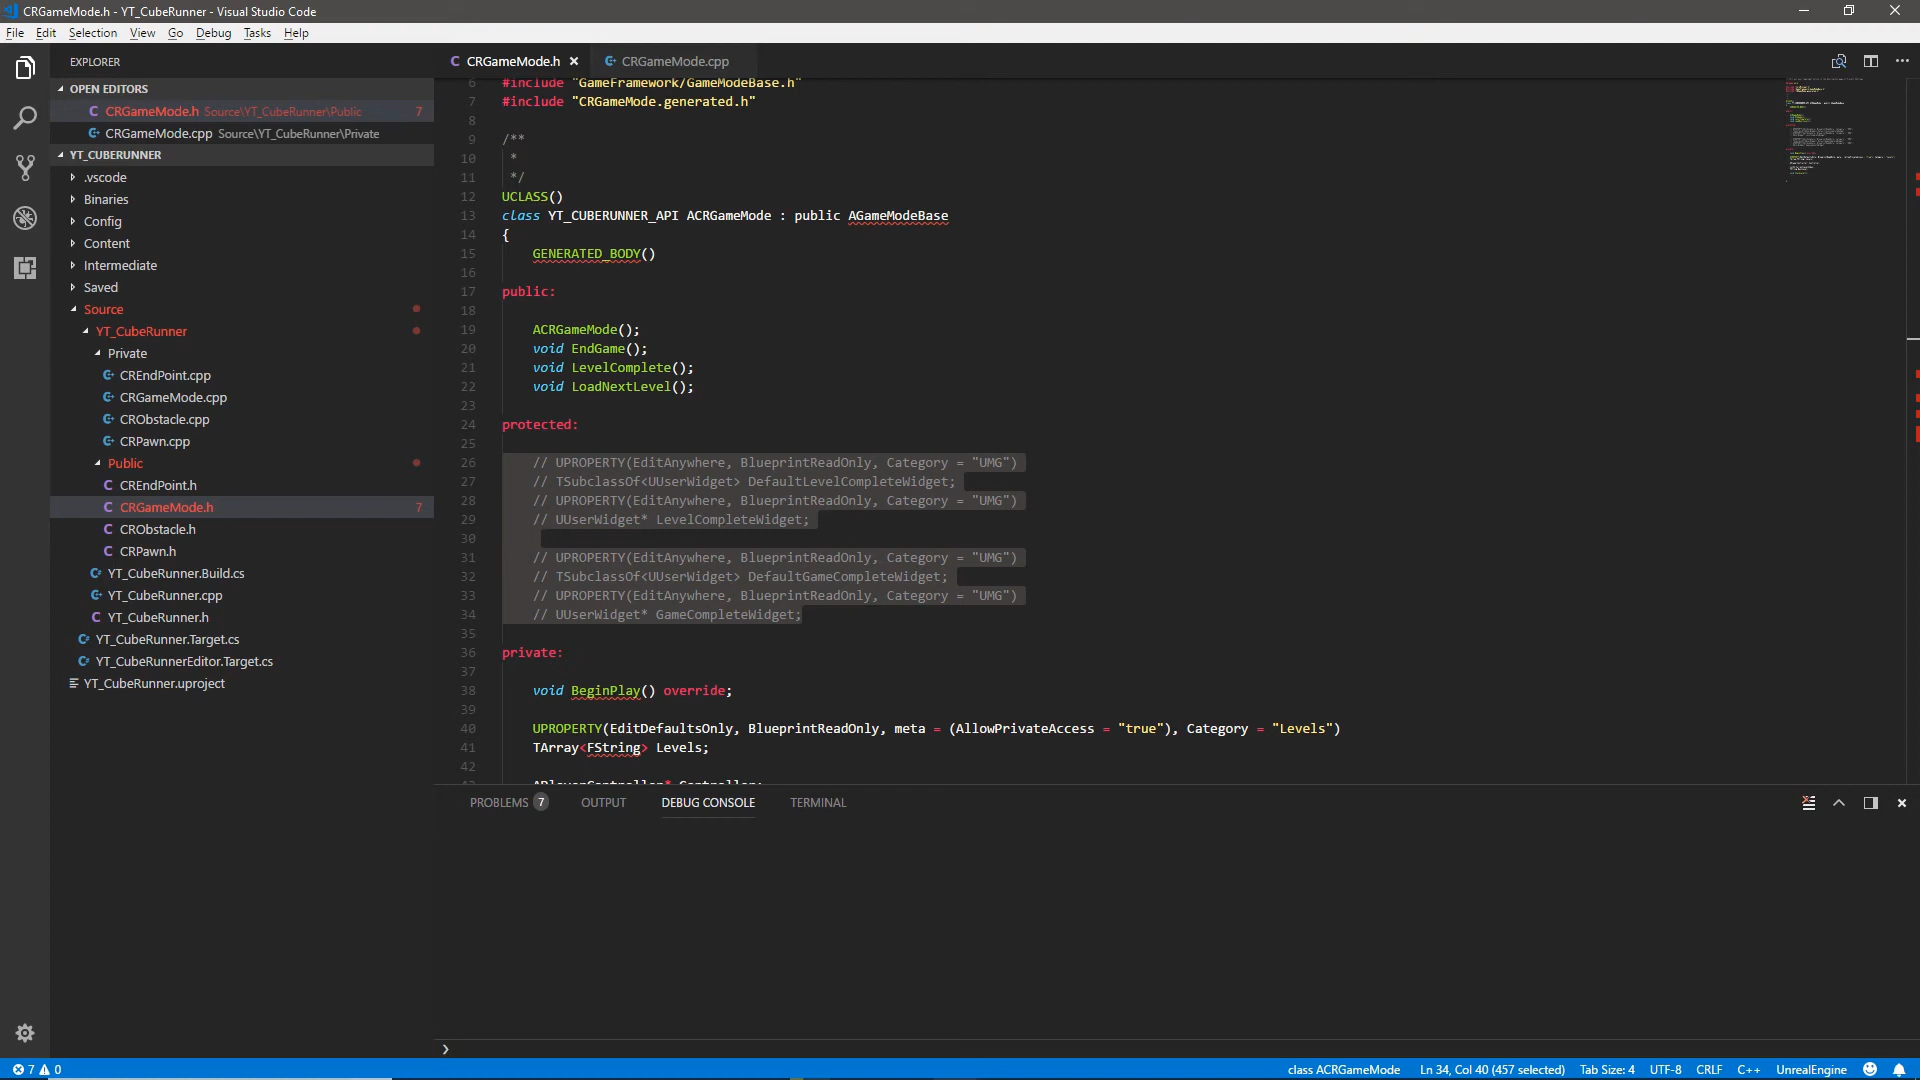 CRGameMode.h - YT_CubeRunner - Visual Studio Code
File Edit Selection View Go Debug Tasks Help
EXPLORER
OPEN EDITORS
CRGameMode.h Source\YT_CubeRunner\Public 7
CRGameMode.cpp Source\YT_CubeRunner\Private
YT_CUBERUNNER
.vscode
Binaries
Config
Content
Intermediate
Saved
Source
YT_CubeRunner
Private
CREndPoint.cpp
CRGameMode.cpp
CRObstacle.cpp
CRPawn.cpp
Public
CREndPoint.h
CRGameMode.h 7
CRObstacle.h
CRPawn.h
YT_CubeRunner.Build.cs
YT_CubeRunner.cpp
YT_CubeRunner.h
YT_CubeRunner.Target.cs
YT_CubeRunnerEditor.Target.cs
YT_CubeRunner.uproject
CRGameMode.h CRGameMode.cpp
6 #include "GameFramework/GameModeBase.h"
7 #include "CRGameMode.generated.h"
8
9 /**
10 *
11 */
12 UCLASS()
13 class YT_CUBERUNNER_API ACRGameMode : public AGameModeBase
14 {
15 GENERATED_BODY()
16
17 public:
18
19 ACRGameMode();
20 void EndGame();
21 void LevelComplete();
22 void LoadNextLevel();
23
24 protected:
25
26 // UPROPERTY(EditAnywhere, BlueprintReadOnly, Category = "UMG")
27 // TSubclassOf<UUserWidget> DefaultLevelCompleteWidget;
28 // UPROPERTY(EditAnywhere, BlueprintReadOnly, Category = "UMG")
29 // UUserWidget* LevelCompleteWidget;
30
31 // UPROPERTY(EditAnywhere, BlueprintReadOnly, Category = "UMG")
32 // TSubclassOf<UUserWidget> DefaultGameCompleteWidget;
33 // UPROPERTY(EditAnywhere, BlueprintReadOnly, Category = "UMG")
34 // UUserWidget* GameCompleteWidget;
35
36 private:
37
38 void BeginPlay() override;
39
40 UPROPERTY(EditDefaultsOnly, BlueprintReadOnly, meta = (AllowPrivateAccess = "true"), Category = "Levels")
41 TArray<FString> Levels;
42
PROBLEMS 7 OUTPUT DEBUG CONSOLE TERMINAL
7 0 class ACRGameMode Ln 34, Col 40 (457 selected) Tab Size: 4 UTF-8 CRLF C++ UnrealEngine